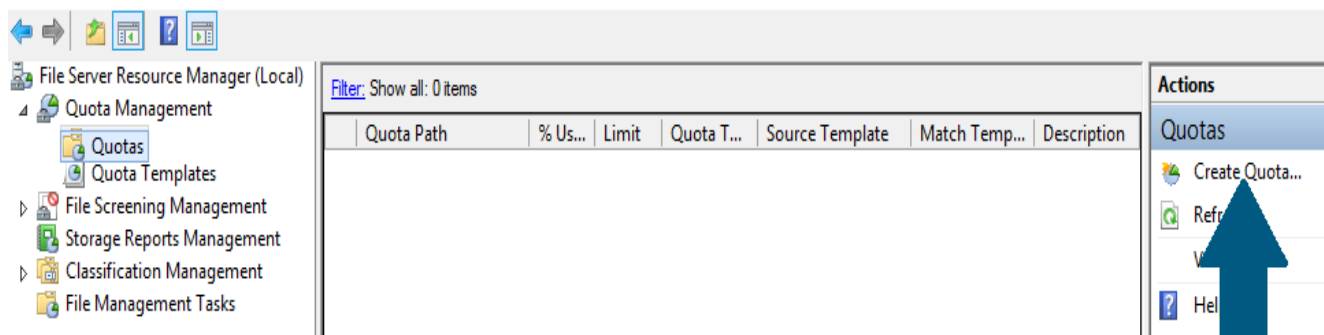 File Server Resource Manager (Local)
Quota Management
Quotas
Quota Templates
File Screening Management
Storage Reports Management
Classification Management
File Management Tasks
Filter: Show all: 0 items
Quota Path % Us... Limit Quota T... Source Template Match Temp... Description
Actions
Quotas
Create Quota...